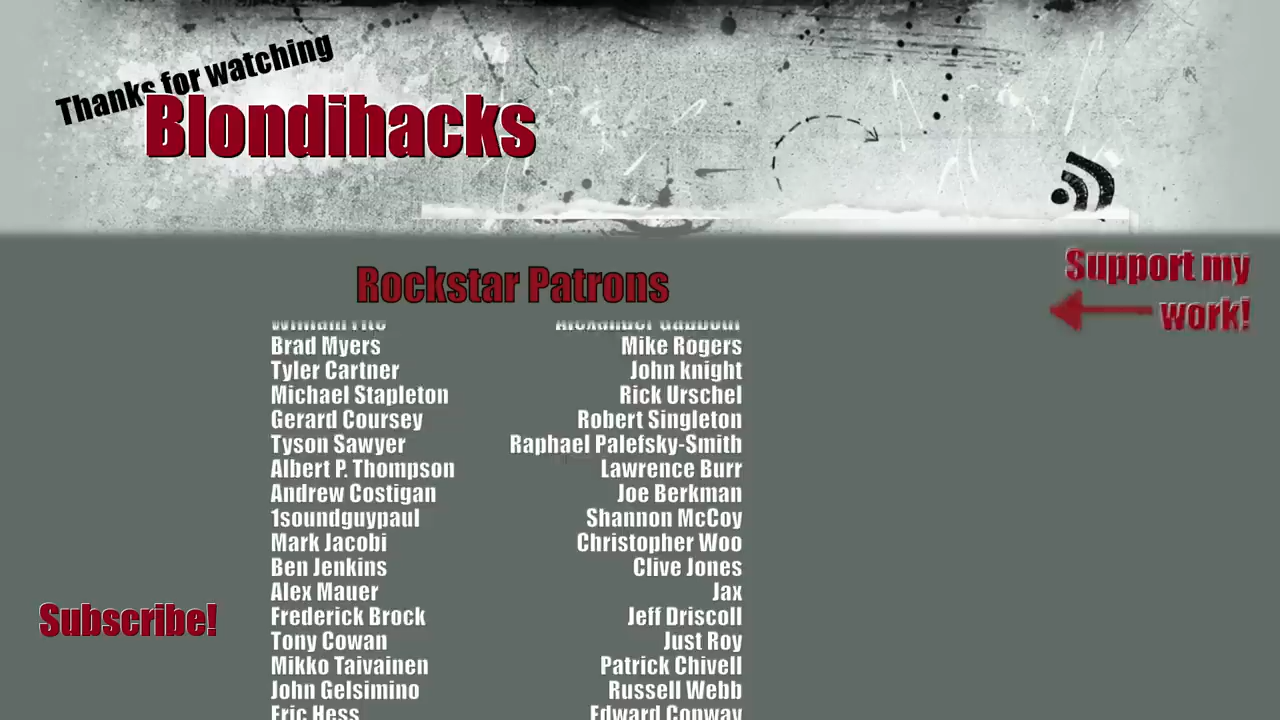 Thanks for watching
Blondihacks
Support my
work!
Rockstar Patrons
Alexander Gabbour
Brad Myers Mike Rogers
Tyler Cartner John knight
Michael Stapleton Rick Urschel
Gerard Coursey Robert Singleton
Tyson Sawyer Raphael Palefsky-Smith
Albert P. Thompson Lawrence Burr
Andrew Costigan Joe Berkman
1soundguypaul Shannon McCoy
Mark Jacobi Christopher Woo
Ben Jenkins Clive Jones
Alex Mauer Jax
Frederick Brock Jeff Driscoll
Tony Cowan Just Roy
Mikko Taivainen Patrick Chivell
John Gelsimino Russell Webb
Eric Hess Edward Conway
Subscribe!